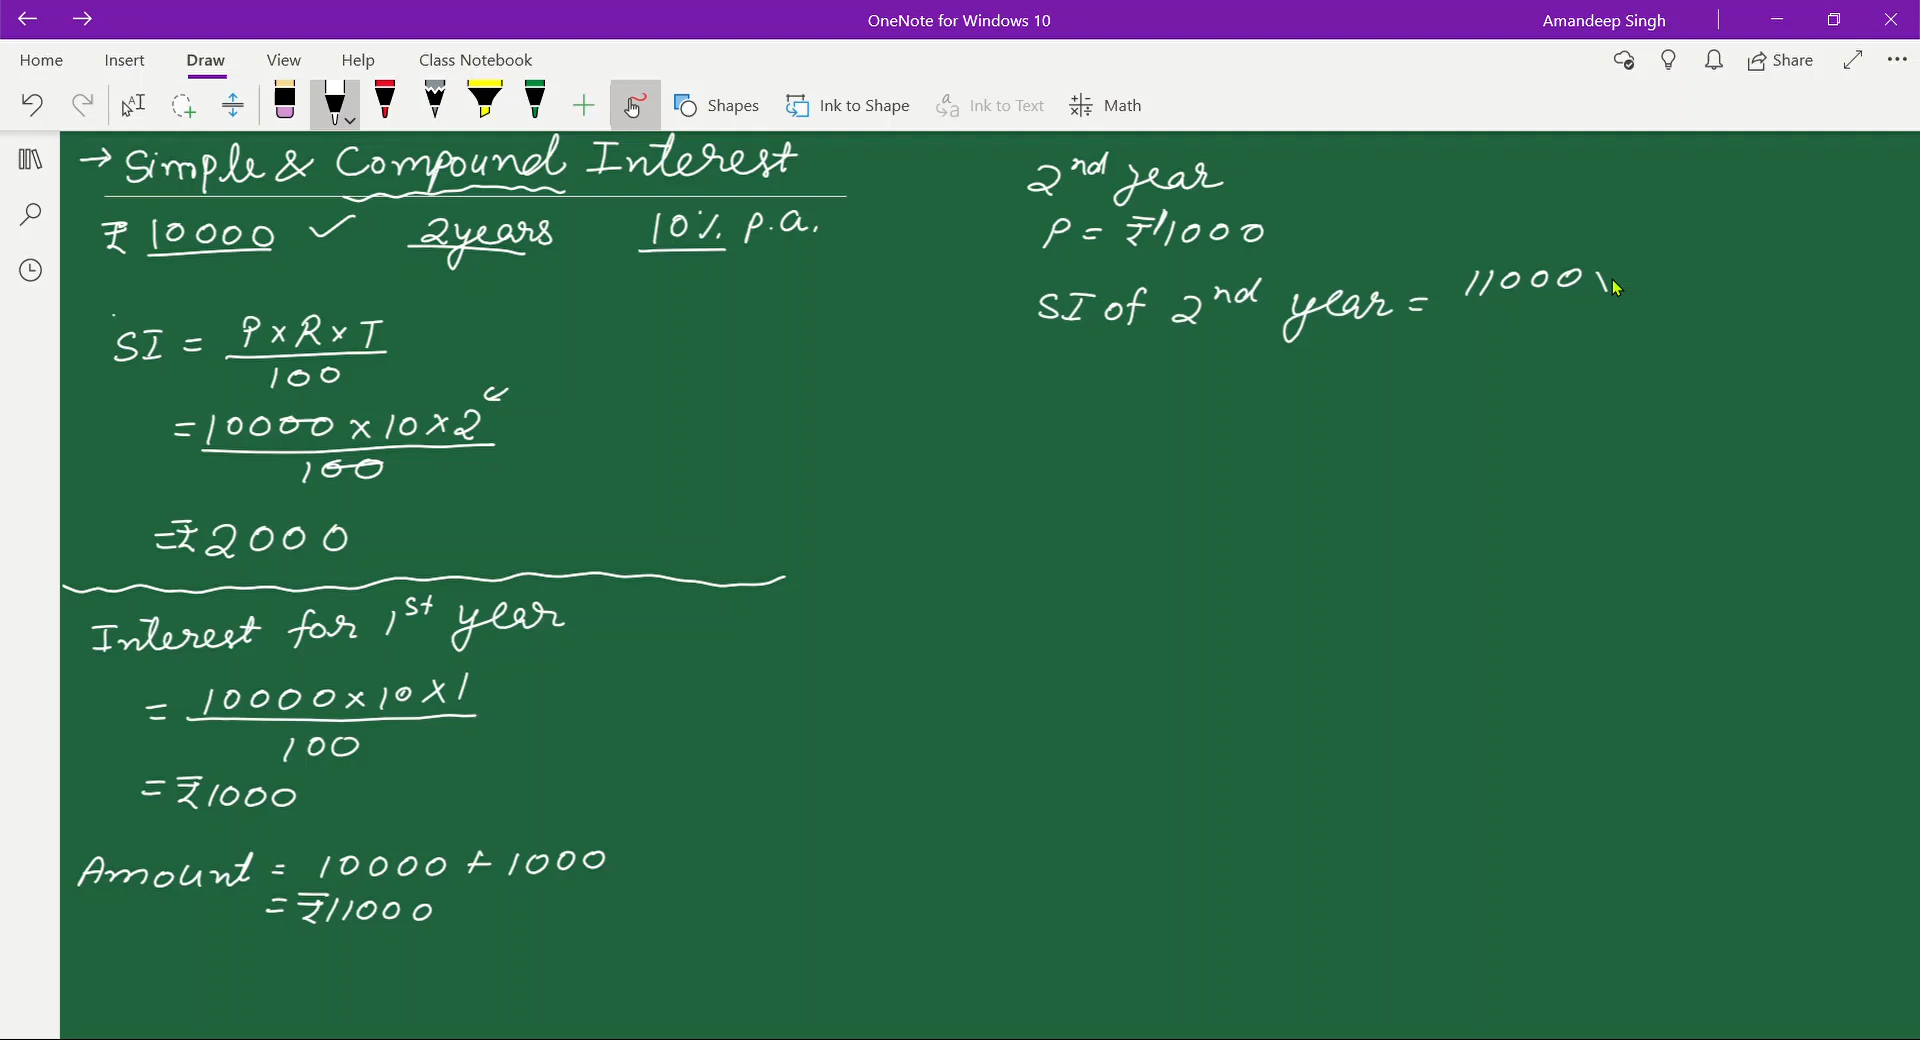 OneNote for Windows 10
Amandeep Singh
Home Insert Draw View Help Class Notebook
Share
Shapes Ink to Shape Ink to Text Math
→ Simple & Compound Interest
₹ 10000 ✓ 2years 10% p.a.
SI = P×R×T
100
= 10000 × 10 × 2
100
= ₹ 2000
Interest for 1st year
= 10000 × 10 × 1
100
= ₹ 1000
Amount = 10000 + 1000
= ₹ 11000
2nd year
P = ₹ 11000
SI of 2nd year = 11000 \